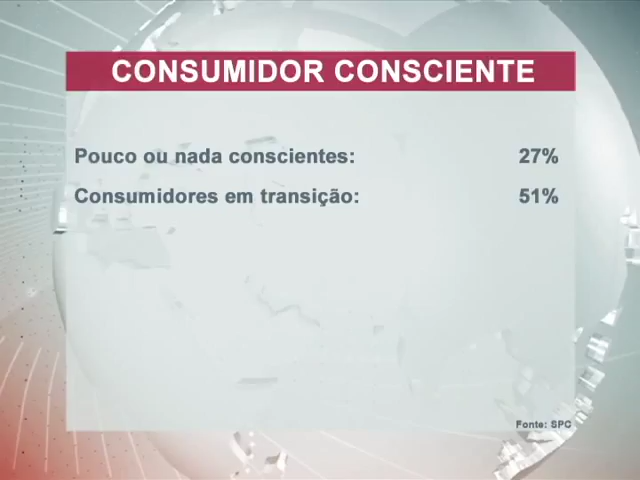 CONSUMIDOR CONSCIENTE
Pouco ou nada conscientes: 27%
Consumidores em transição: 51%
Fonte: SPC